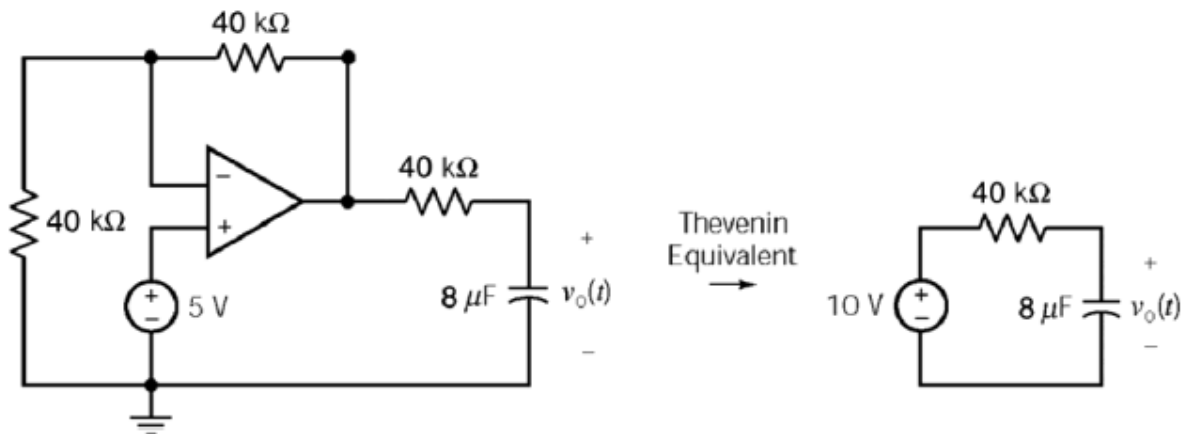 40 kΩ
40 kΩ
40 kΩ
40 kΩ
−
+
+
−
5 V
8 μF
+
v₀(t)
−
Thevenin
Equivalent
10 V
+
−
8 μF
+
v₀(t)
−